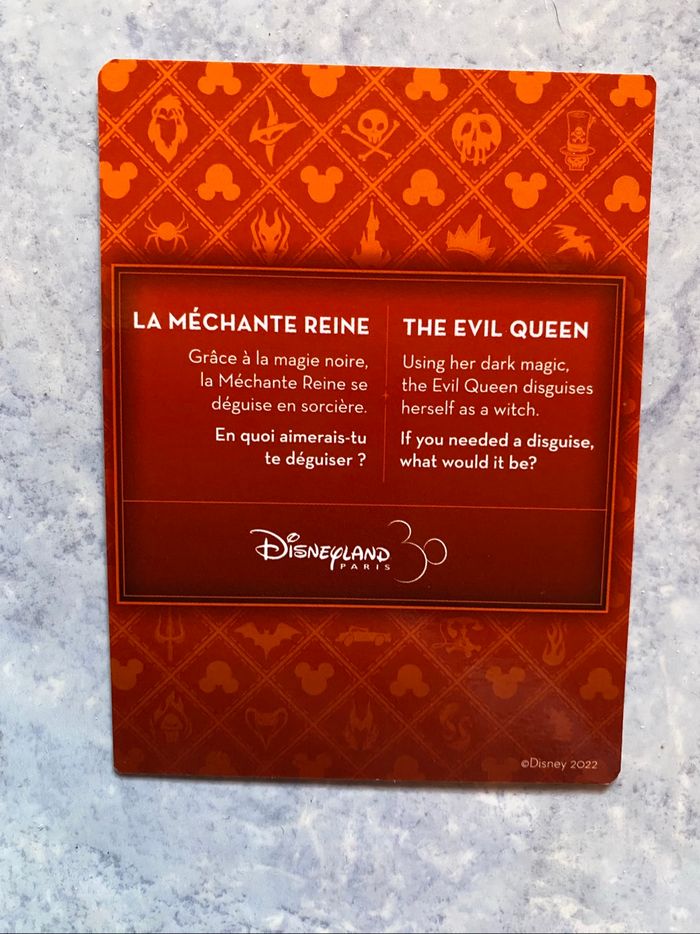 LA MÉCHANTE REINE
Grâce à la magie noire,
la Méchante Reine se
déguise en sorcière.
En quoi aimerais-tu
te déguiser ?
THE EVIL QUEEN
Using her dark magic,
the Evil Queen disguises
herself as a witch.
If you needed a disguise,
what would it be?
DISNEYLAND 30
PARIS
©Disney 2022